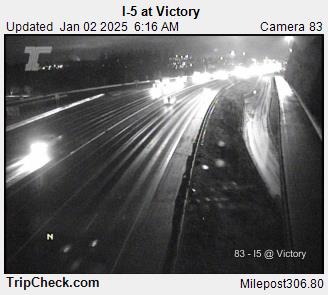 I-5 at Victory
Updated Jan 02 2025 6:16 AM Camera 83
T
N
83 - I5 @ Victory
TripCheck.com Milepost306.80